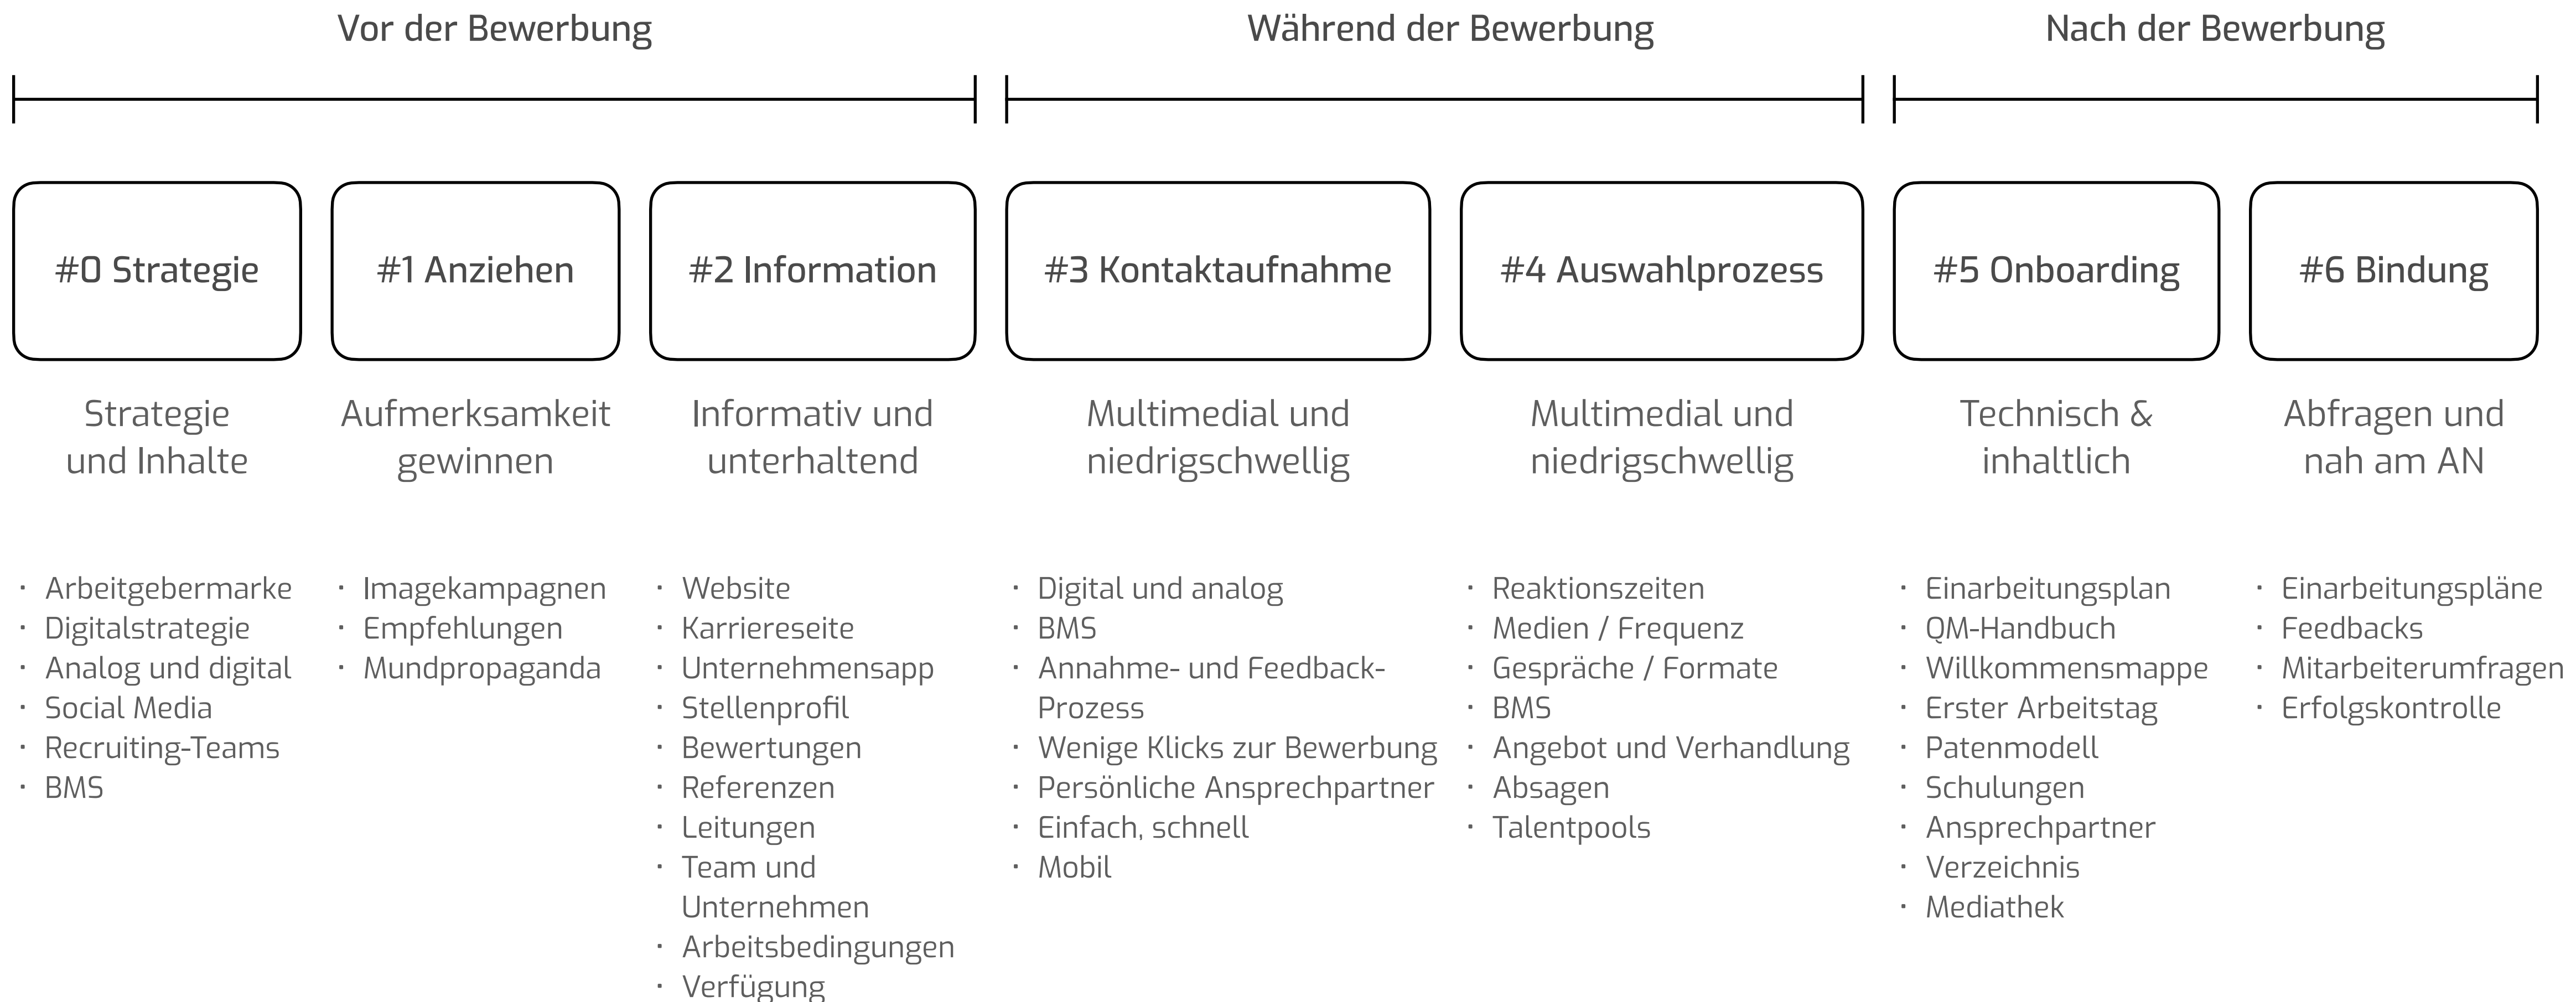 Vor der Bewerbung
Während der Bewerbung
Nach der Bewerbung
#0 Strategie
#1 Anziehen
#2 Information
#3 Kontaktaufnahme
#4 Auswahlprozess
#5 Onboarding
#6 Bindung
Strategie
und Inhalte
Aufmerksamkeit
gewinnen
Informativ und
unterhaltend
Multimedial und
niedrigschwellig
Multimedial und
niedrigschwellig
Technisch &
inhaltlich
Abfragen und
nah am AN
· Arbeitgebermarke
· Digitalstrategie
· Analog und digital
· Social Media
· Recruiting-Teams
· BMS
· Imagekampagnen
· Empfehlungen
· Mundpropaganda
· Website
· Karriereseite
· Unternehmensapp
· Stellenprofil
· Bewertungen
· Referenzen
· Leitungen
· Team und
Unternehmen
· Arbeitsbedingungen
· Verfügung
· Digital und analog
· BMS
· Annahme- und Feedback-
Prozess
· Wenige Klicks zur Bewerbung
· Persönliche Ansprechpartner
· Einfach, schnell
· Mobil
· Reaktionszeiten
· Medien / Frequenz
· Gespräche / Formate
· BMS
· Angebot und Verhandlung
· Absagen
· Talentpools
· Einarbeitungsplan
· QM-Handbuch
· Willkommensmappe
· Erster Arbeitstag
· Patenmodell
· Schulungen
· Ansprechpartner
· Verzeichnis
· Mediathek
· Einarbeitungspläne
· Feedbacks
· Mitarbeiterumfragen
· Erfolgskontrolle